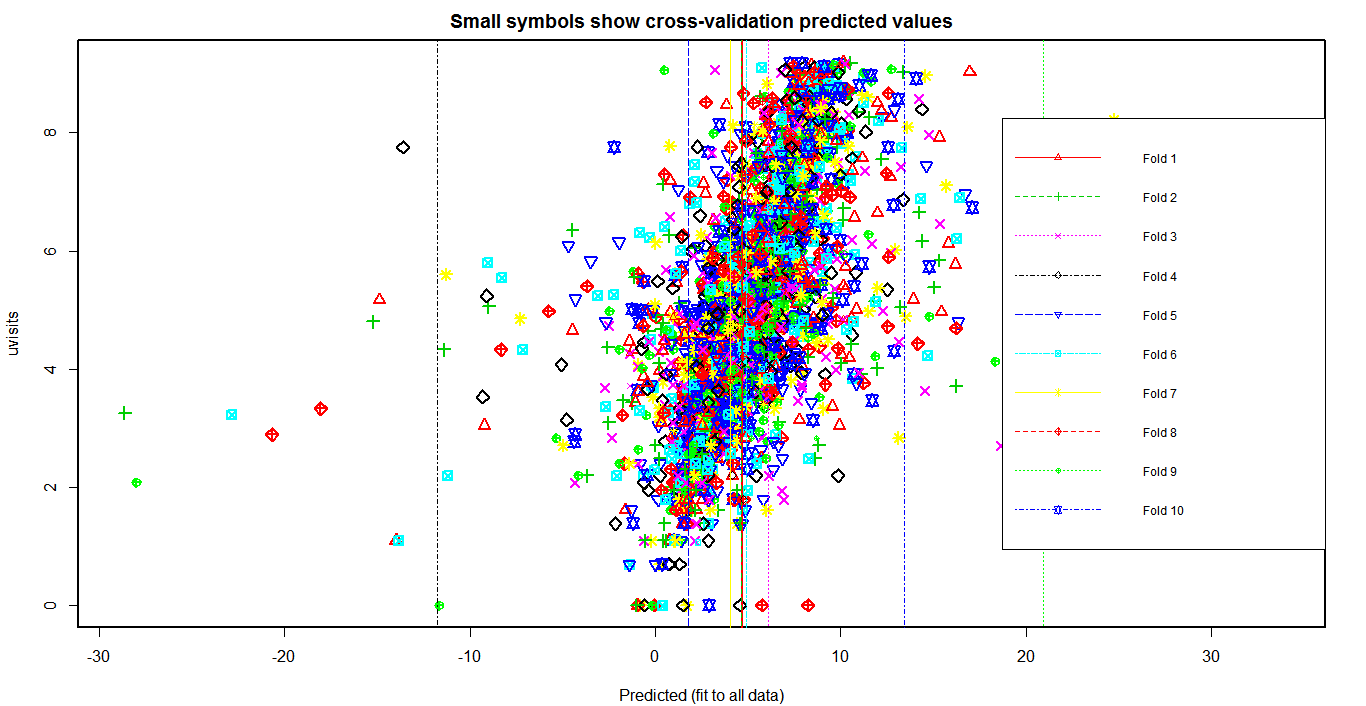 Small symbols show cross-validation predicted values
uvisits
8
6
4
2
0
Fold 1
Fold 2
Fold 3
Fold 4
Fold 5
Fold 6
Fold 7
Fold 8
Fold 9
Fold 10
-30 -20 -10 0 10 20 30
Predicted (fit to all data)